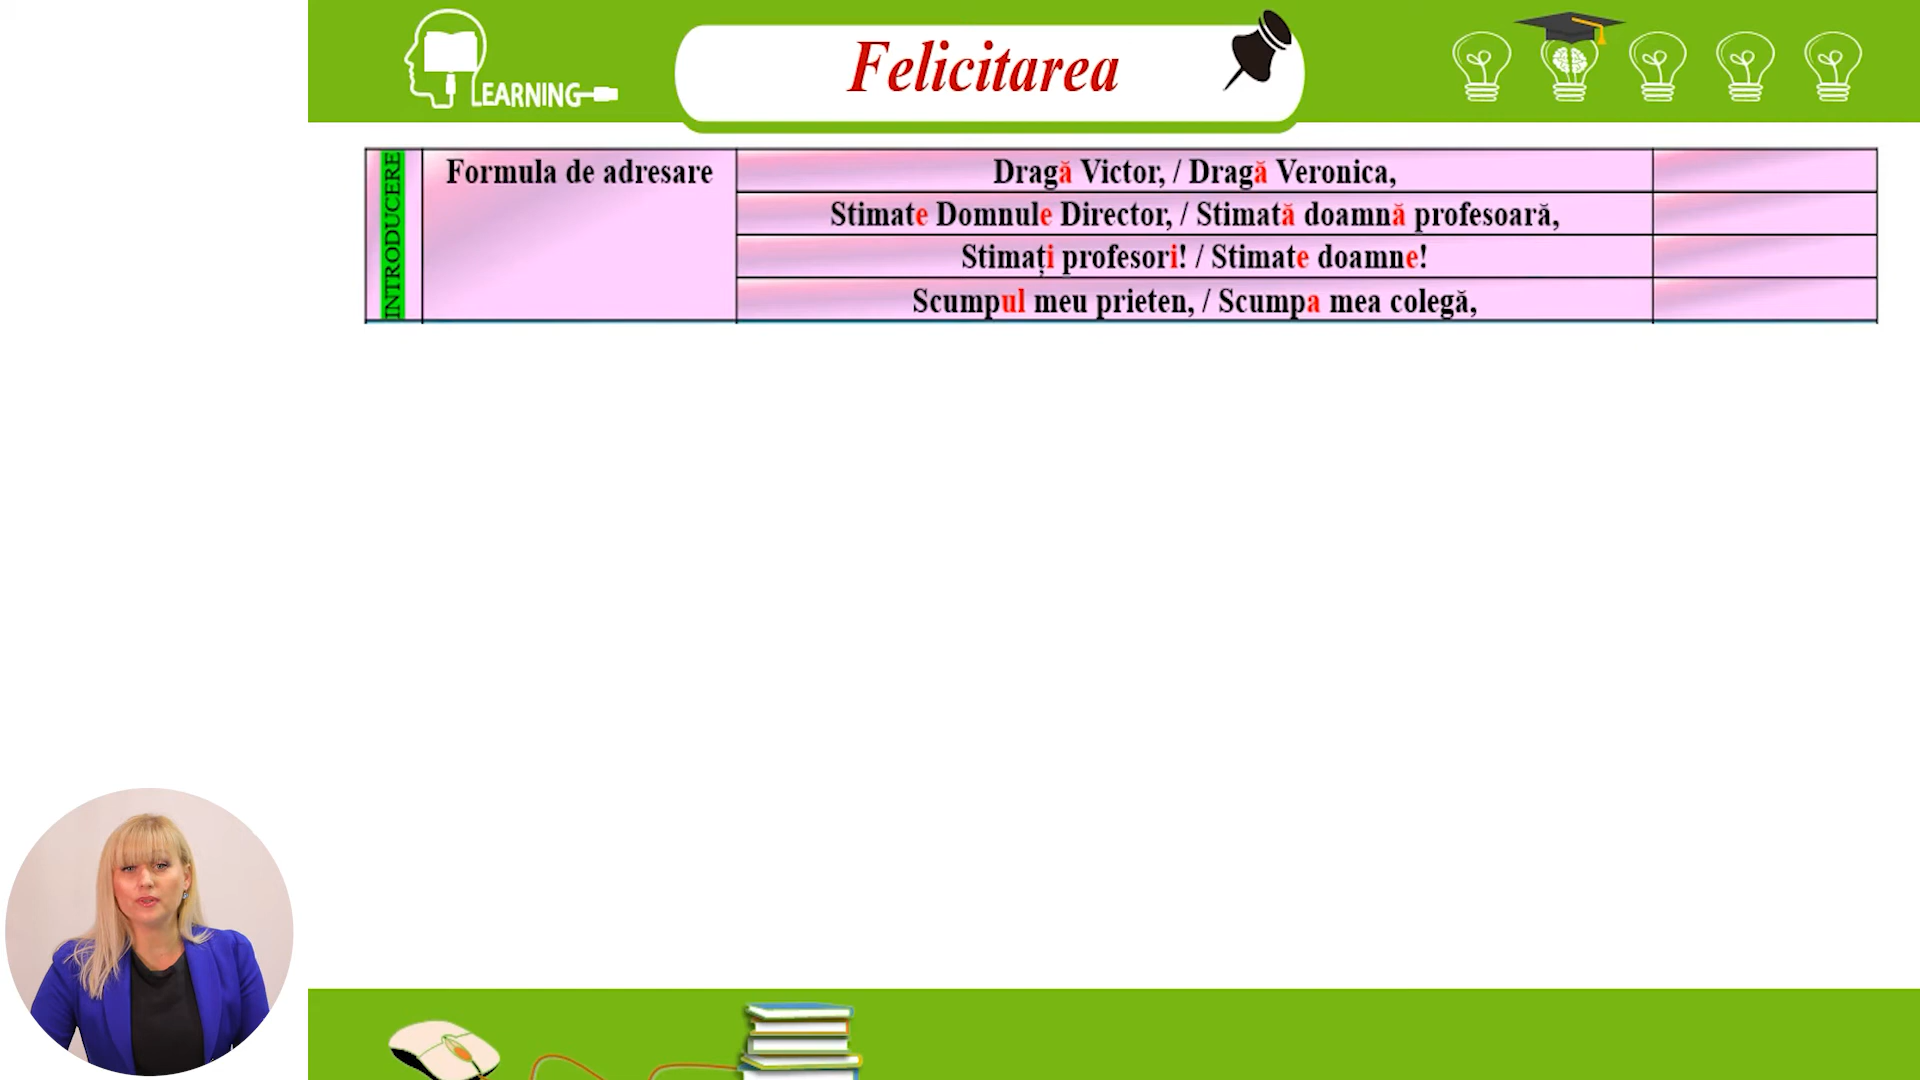 LEARNING
Felicitarea
INTRODUCERE
Formula de adresare
Dragă Victor, / Dragă Veronica,
Stimate Domnule Director, / Stimată doamnă profesoară,
Stimați profesori! / Stimate doamne!
Scumpul meu prieten, / Scumpa mea colegă,